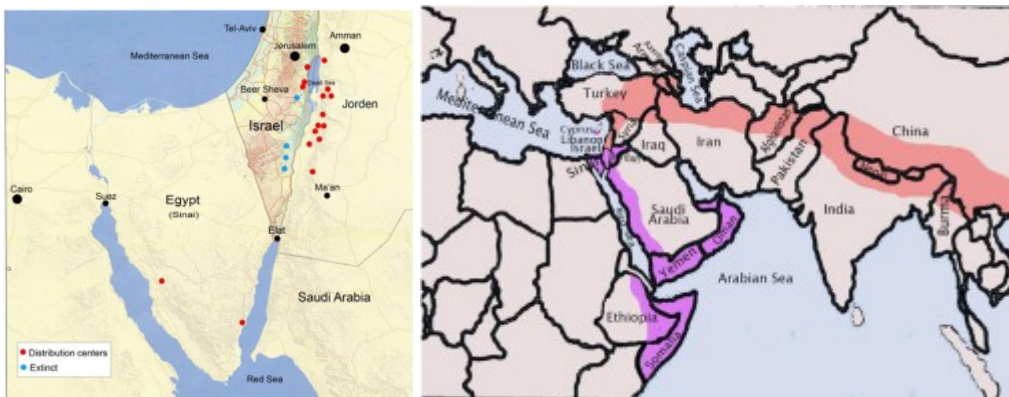 Tel-Aviv
Mediterranean Sea
Jerusalem
Amman
Dead Sea
Beer Sheva
Jorden
Israel
Ma'an
Cairo
Suez
Egypt
(Sinai)
Elat
Saudi Arabia
Distribution centers
Extinct
Red Sea
Black Sea
Caspian Sea
Turkey
Mediterranean Sea
Cyprus
Libanon
Israel
Syria
Iraq
Iran
Afghanistan
Pakistan
China
Nepal
India
Burma
Saudi
Arabia
Oman
Yemen
Arabian Sea
Ethiopia
Somalia